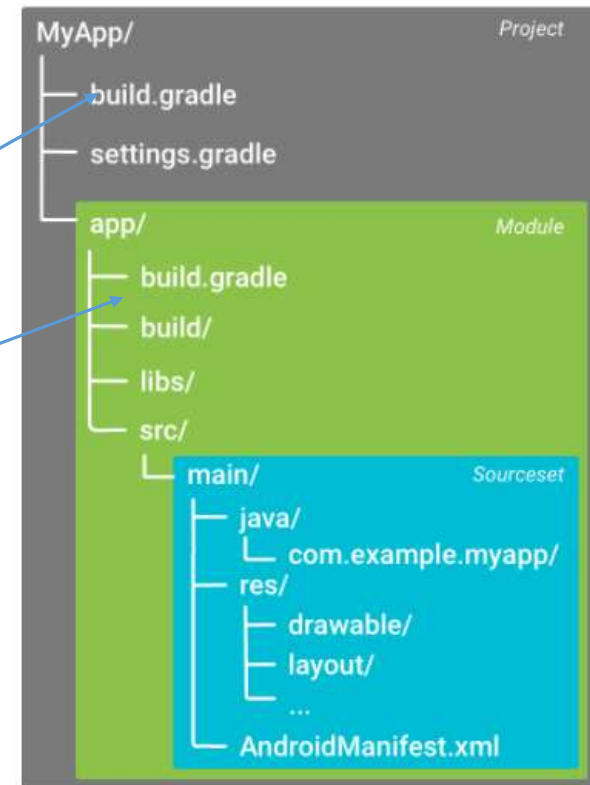 MyApp/ Project
build.gradle
settings.gradle
app/ Module
build.gradle
build/
libs/
src/
main/ Sourceset
java/
com.example.myapp/
res/
drawable/
layout/
...
AndroidManifest.xml